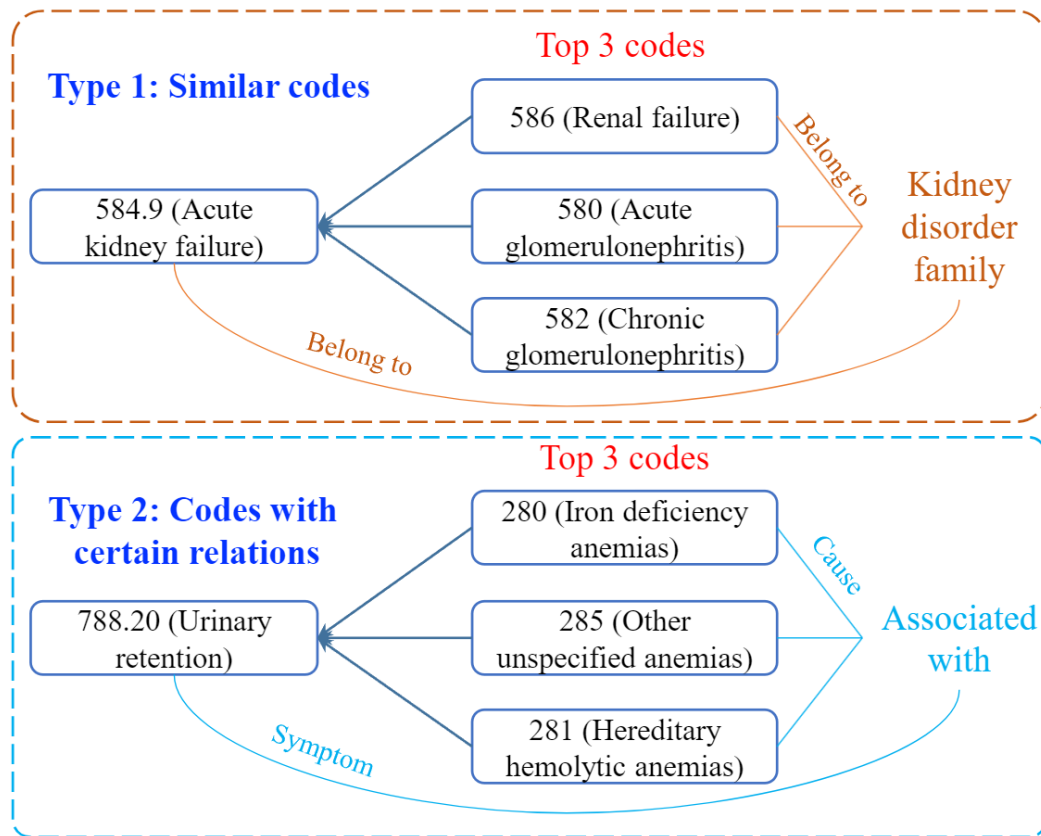 Top 3 codes
Type 1: Similar codes
586 (Renal failure)
Belong to
584.9 (Acute
kidney failure)
580 (Acute
glomerulonephritis)
Kidney
disorder
family
582 (Chronic
glomerulonephritis)
Belong to
Top 3 codes
Type 2: Codes with
certain relations
280 (Iron deficiency
anemias)
Cause
788.20 (Urinary
retention)
285 (Other
unspecified anemias)
Associated
with
281 (Hereditary
hemolytic anemias)
Symptom